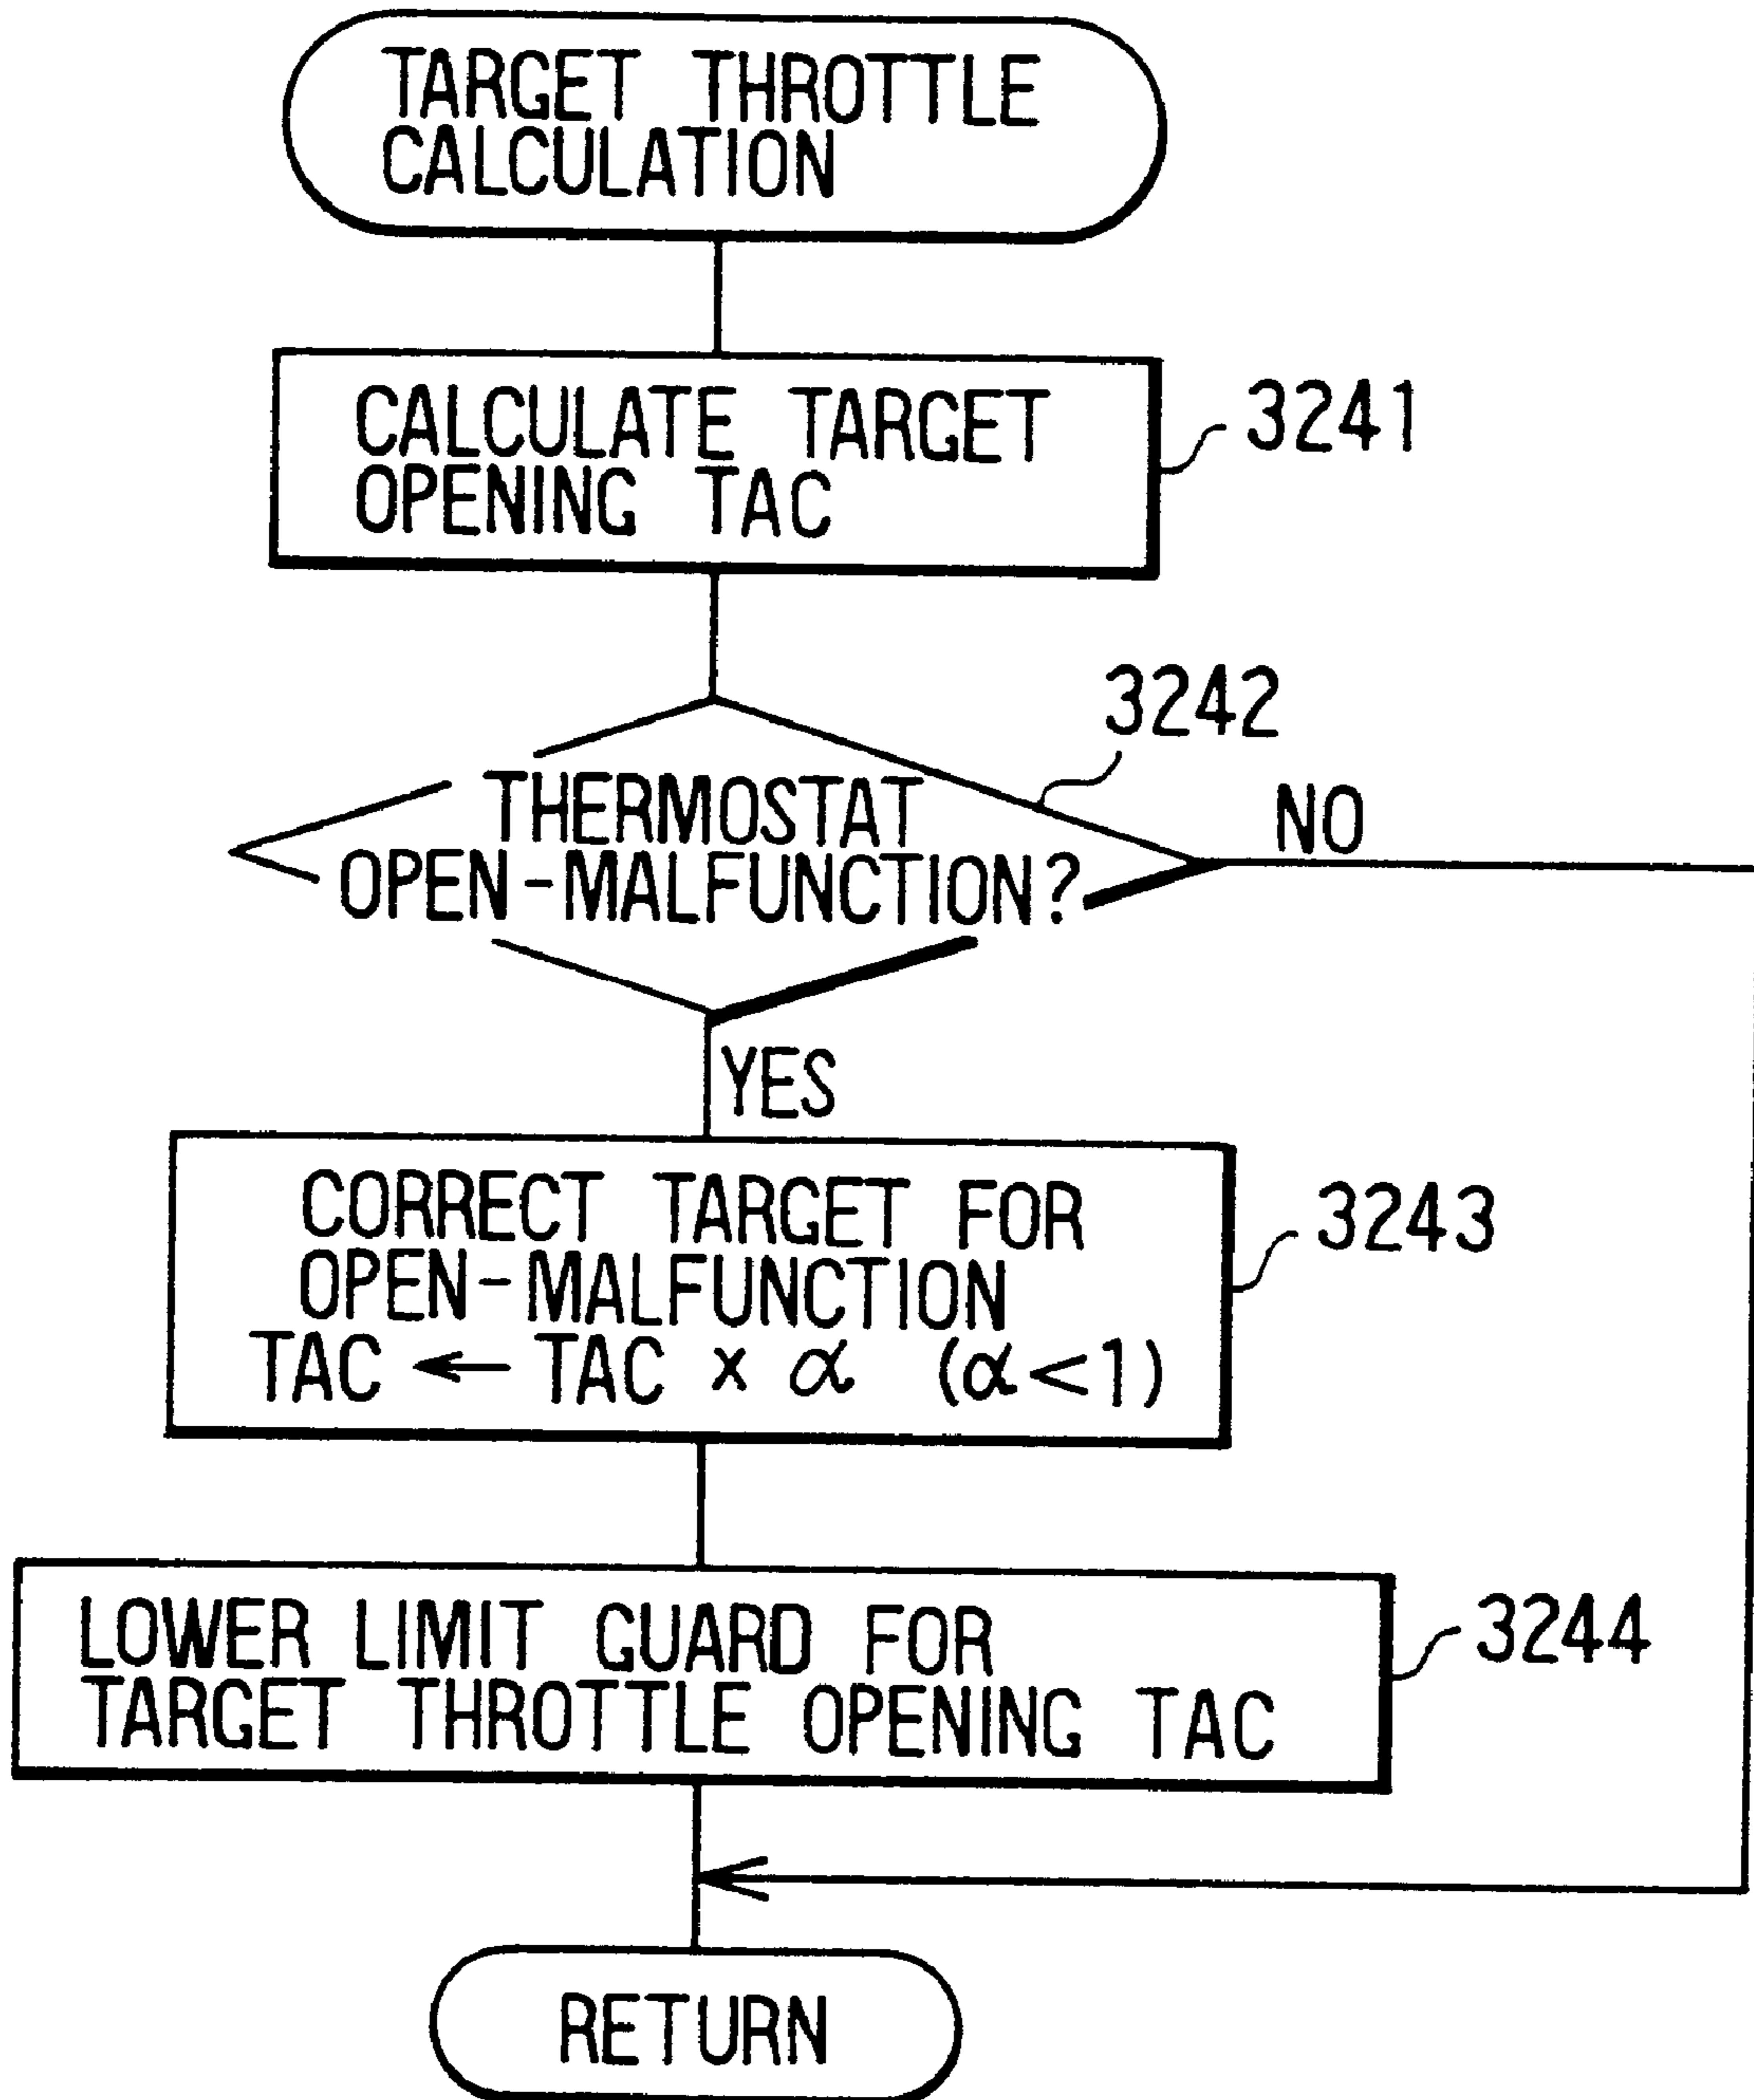 TARGET THROTTLE
CALCULATION
CALCULATE TARGET
OPENING TAC
3241
3242
THERMOSTAT
OPEN-MALFUNCTION?
NO
YES
CORRECT TARGET FOR
OPEN-MALFUNCTION
TAC ← TAC × α (α<1)
3243
LOWER LIMIT GUARD FOR
TARGET THROTTLE OPENING TAC
3244
RETURN